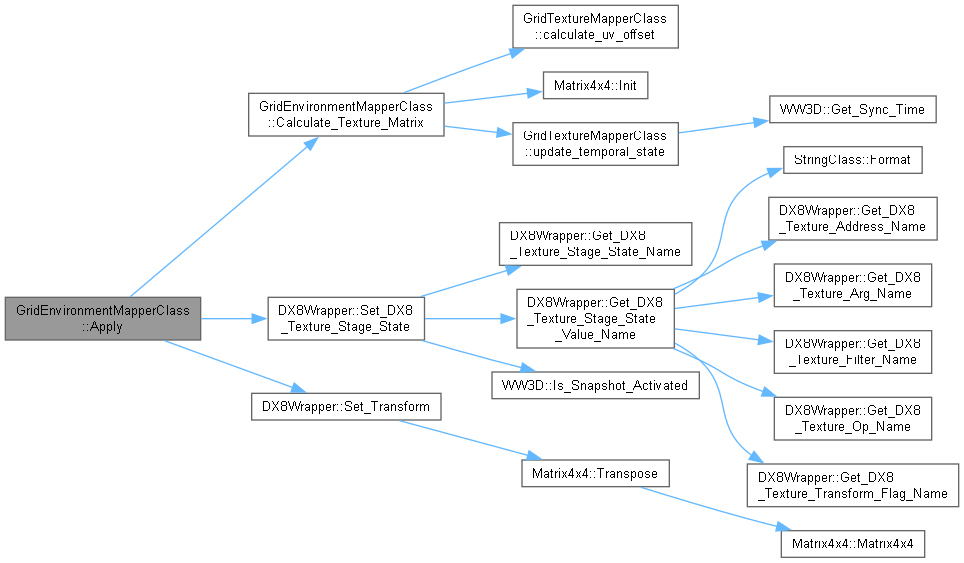 GridTextureMapperClass
::calculate_uv_offset
GridEnvironmentMapperClass
::Calculate_Texture_Matrix
Matrix4x4::Init
WW3D::Get_Sync_Time
GridTextureMapperClass
::update_temporal_state
StringClass::Format
DX8Wrapper::Get_DX8
_Texture_Address_Name
DX8Wrapper::Get_DX8
_Texture_Stage_State_Name
DX8Wrapper::Get_DX8
_Texture_Arg_Name
GridEnvironmentMapperClass
::Apply
DX8Wrapper::Set_DX8
_Texture_Stage_State
DX8Wrapper::Get_DX8
_Texture_Stage_State
_Value_Name
DX8Wrapper::Get_DX8
_Texture_Filter_Name
WW3D::Is_Snapshot_Activated
DX8Wrapper::Set_Transform
DX8Wrapper::Get_DX8
_Texture_Op_Name
Matrix4x4::Transpose
DX8Wrapper::Get_DX8
_Texture_Transform_Flag_Name
Matrix4x4::Matrix4x4